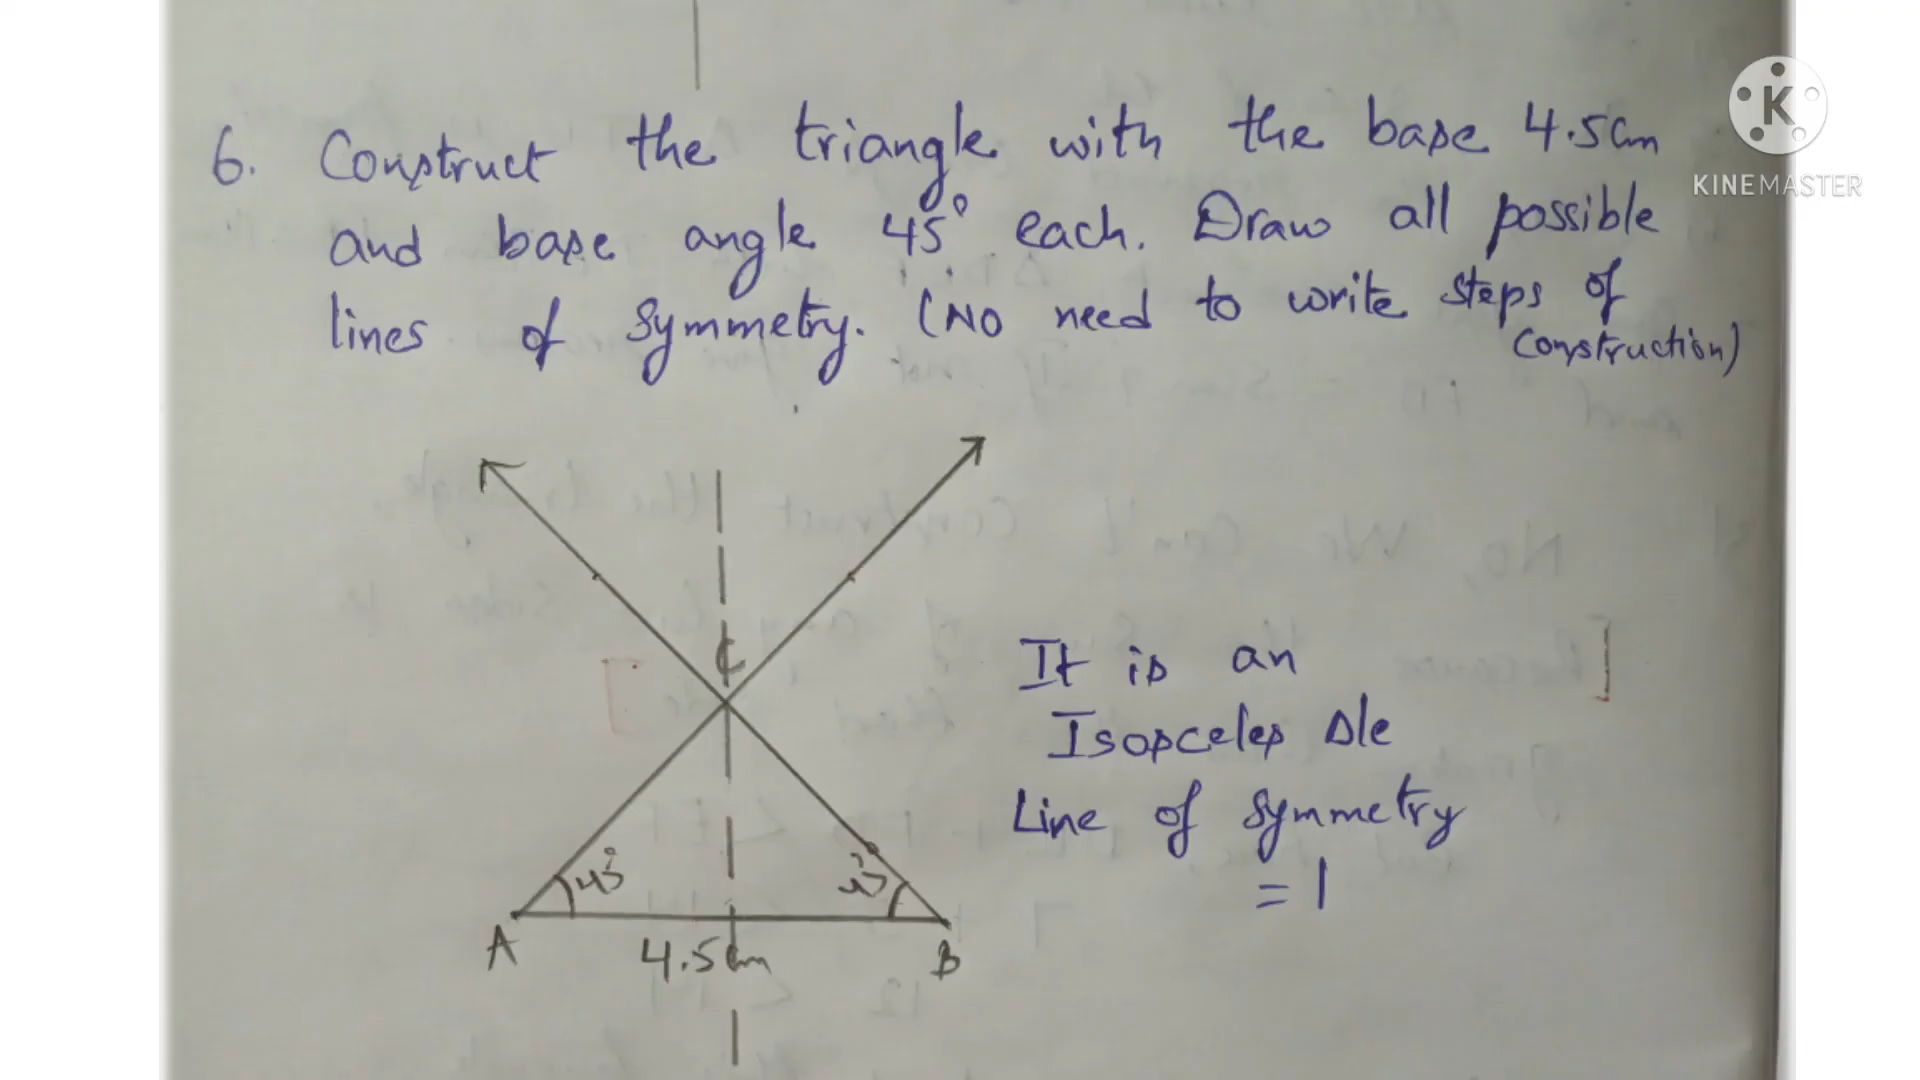 6. Construct the triangle with the base 4.5cm
and base angle 45° each. Draw all possible
lines of symmetry. (No need to write steps of
construction)
K
KINEMASTER
C
It is an
Isosceles Δle
Line of symmetry
= 1
45°
45°
A
4.5cm
B